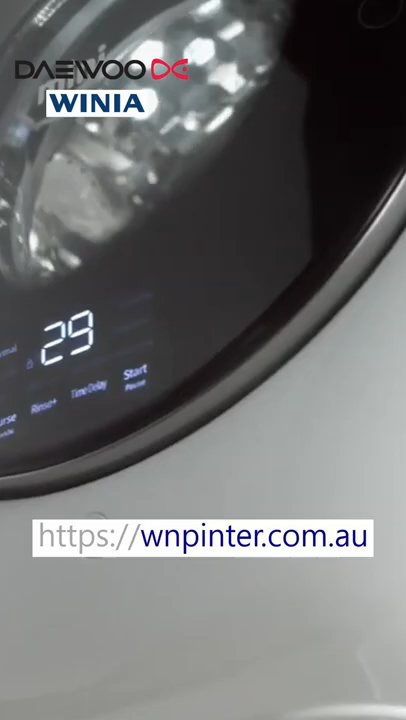 DAEWOO
WINIA
29
Start
Pause
Time Delay
Rinse+
https://wnpinter.com.au